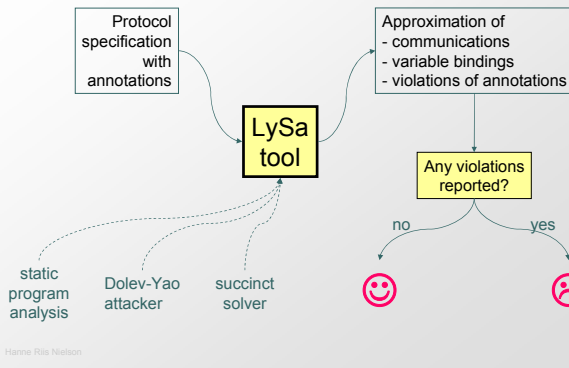 Protocol
specification
with
annotations
Approximation of
- communications
- variable bindings
- violations of annotations
LySa
tool
Any violations
reported?
no
yes
static
program
analysis
Dolev-Yao
attacker
succinct
solver
Hanne Riis Nielson